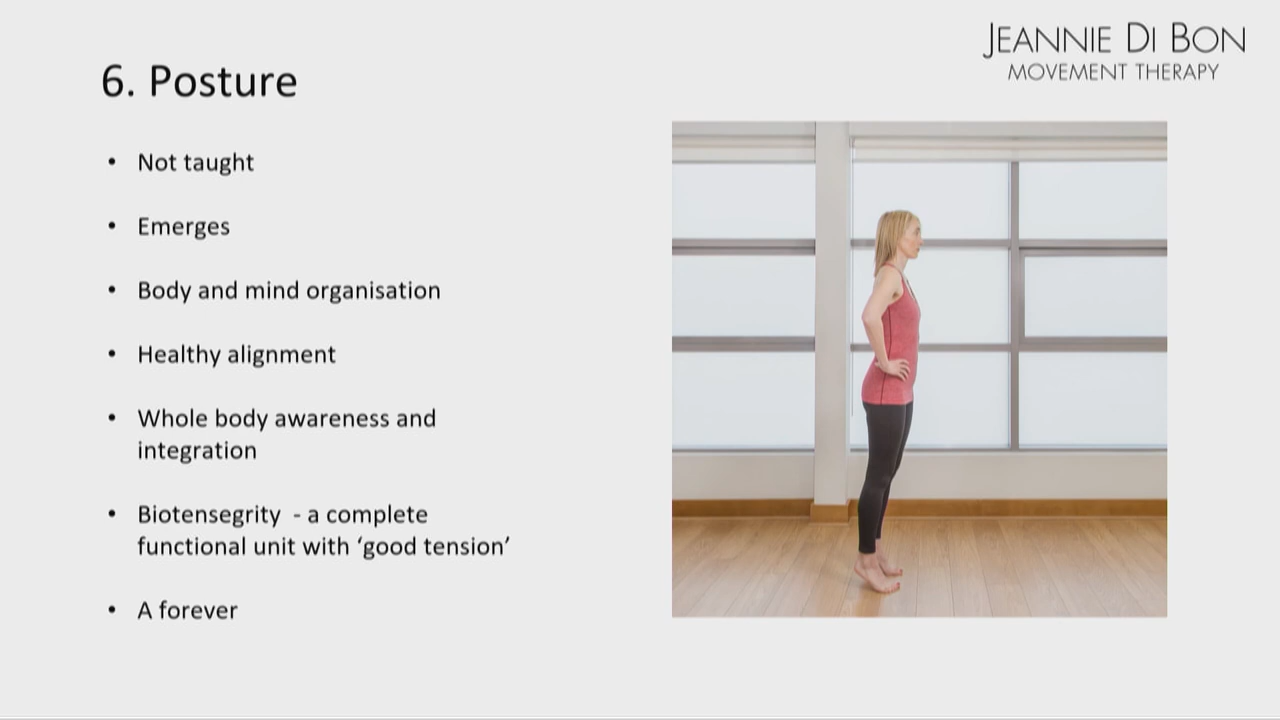 JEANNIE DI BON
MOVEMENT THERAPY
6. Posture
• Not taught
• Emerges
• Body and mind organisation
• Healthy alignment
• Whole body awareness and
integration
• Biotensegrity - a complete
functional unit with ‘good tension’
• A forever